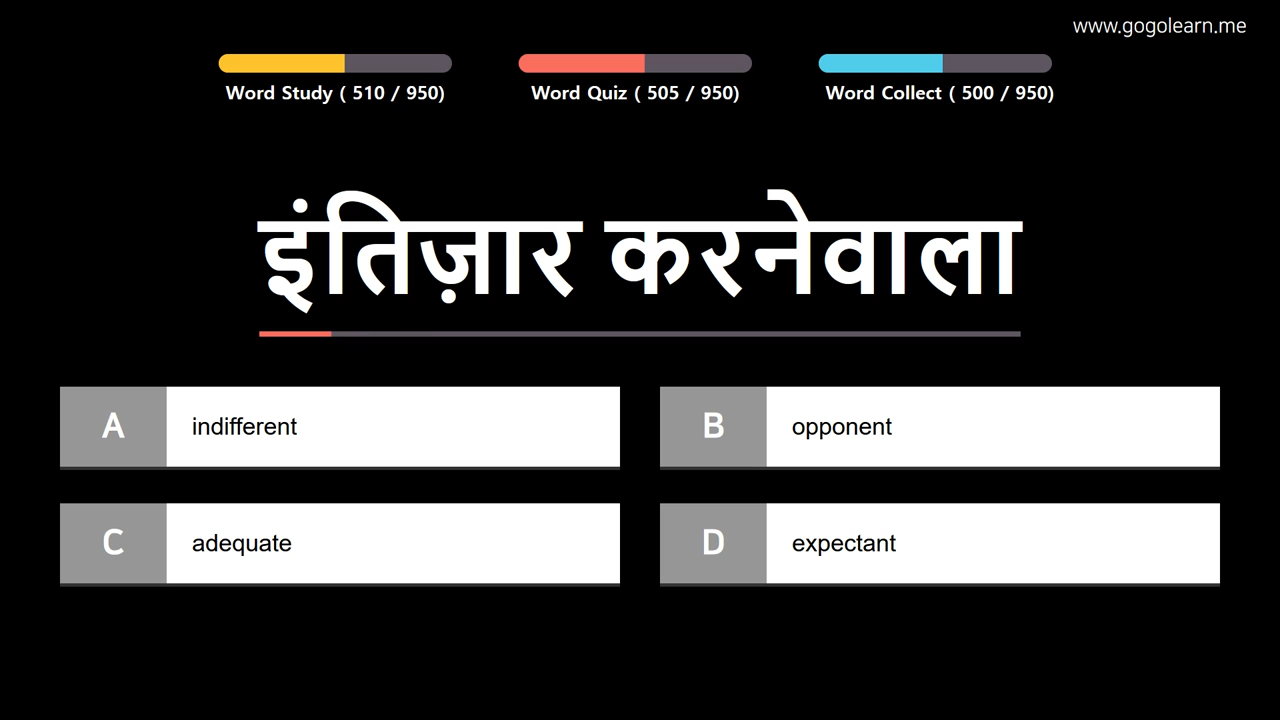 www.gogolearn.me
Word Study ( 510 / 950)
Word Quiz ( 505 / 950)
Word Collect ( 500 / 950)
इंतिज़ार करनेवाला
A indifferent
B opponent
C adequate
D expectant